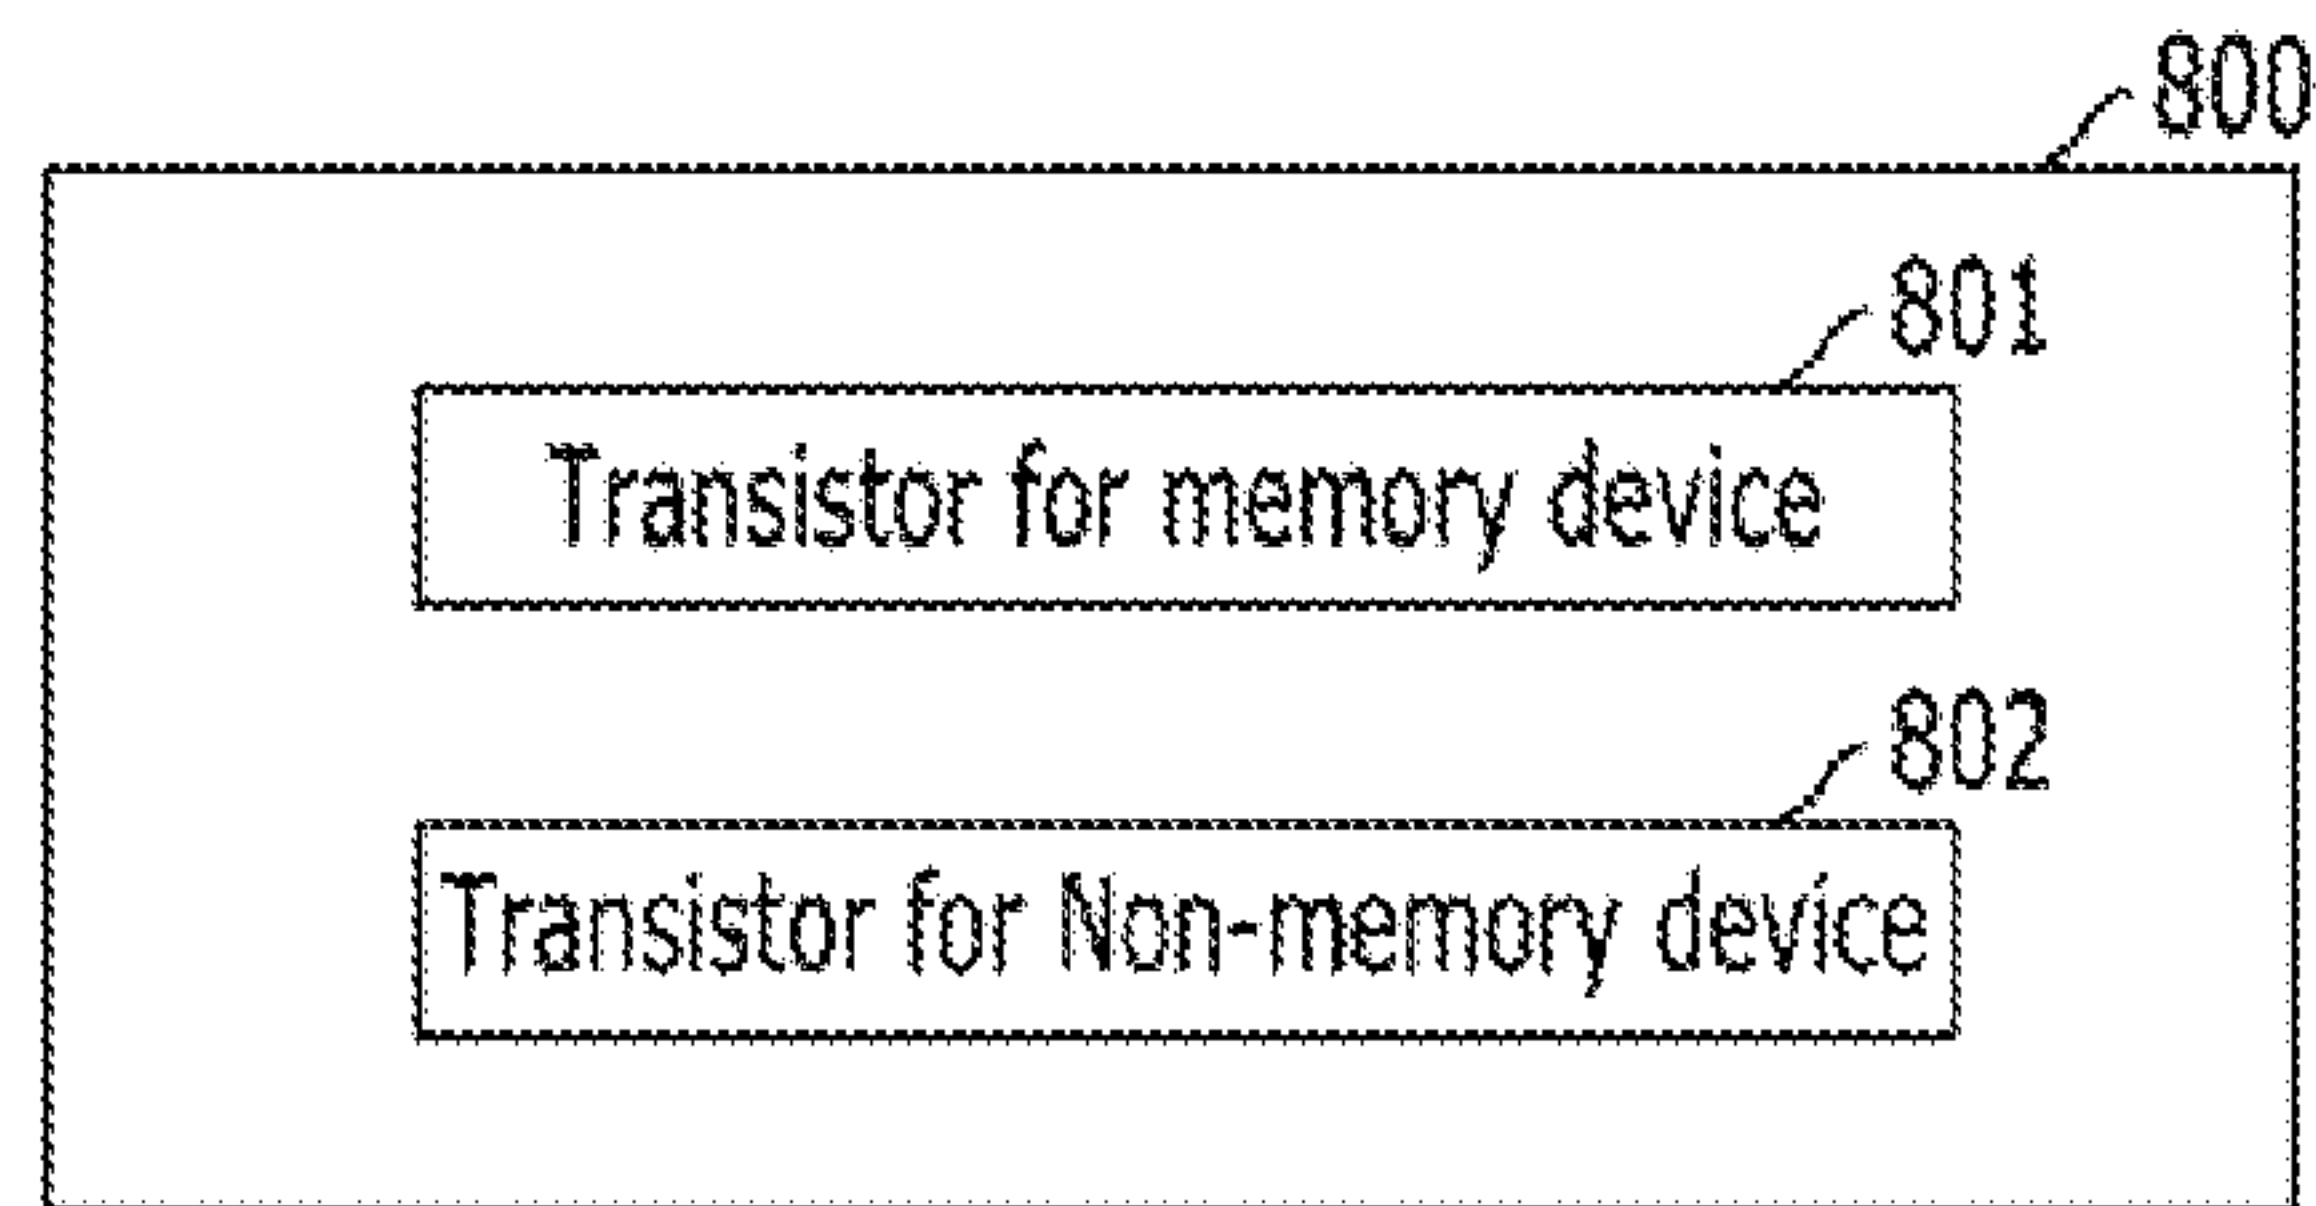 800
801
Transistor for memory device
802
Transistor for Non-memory device